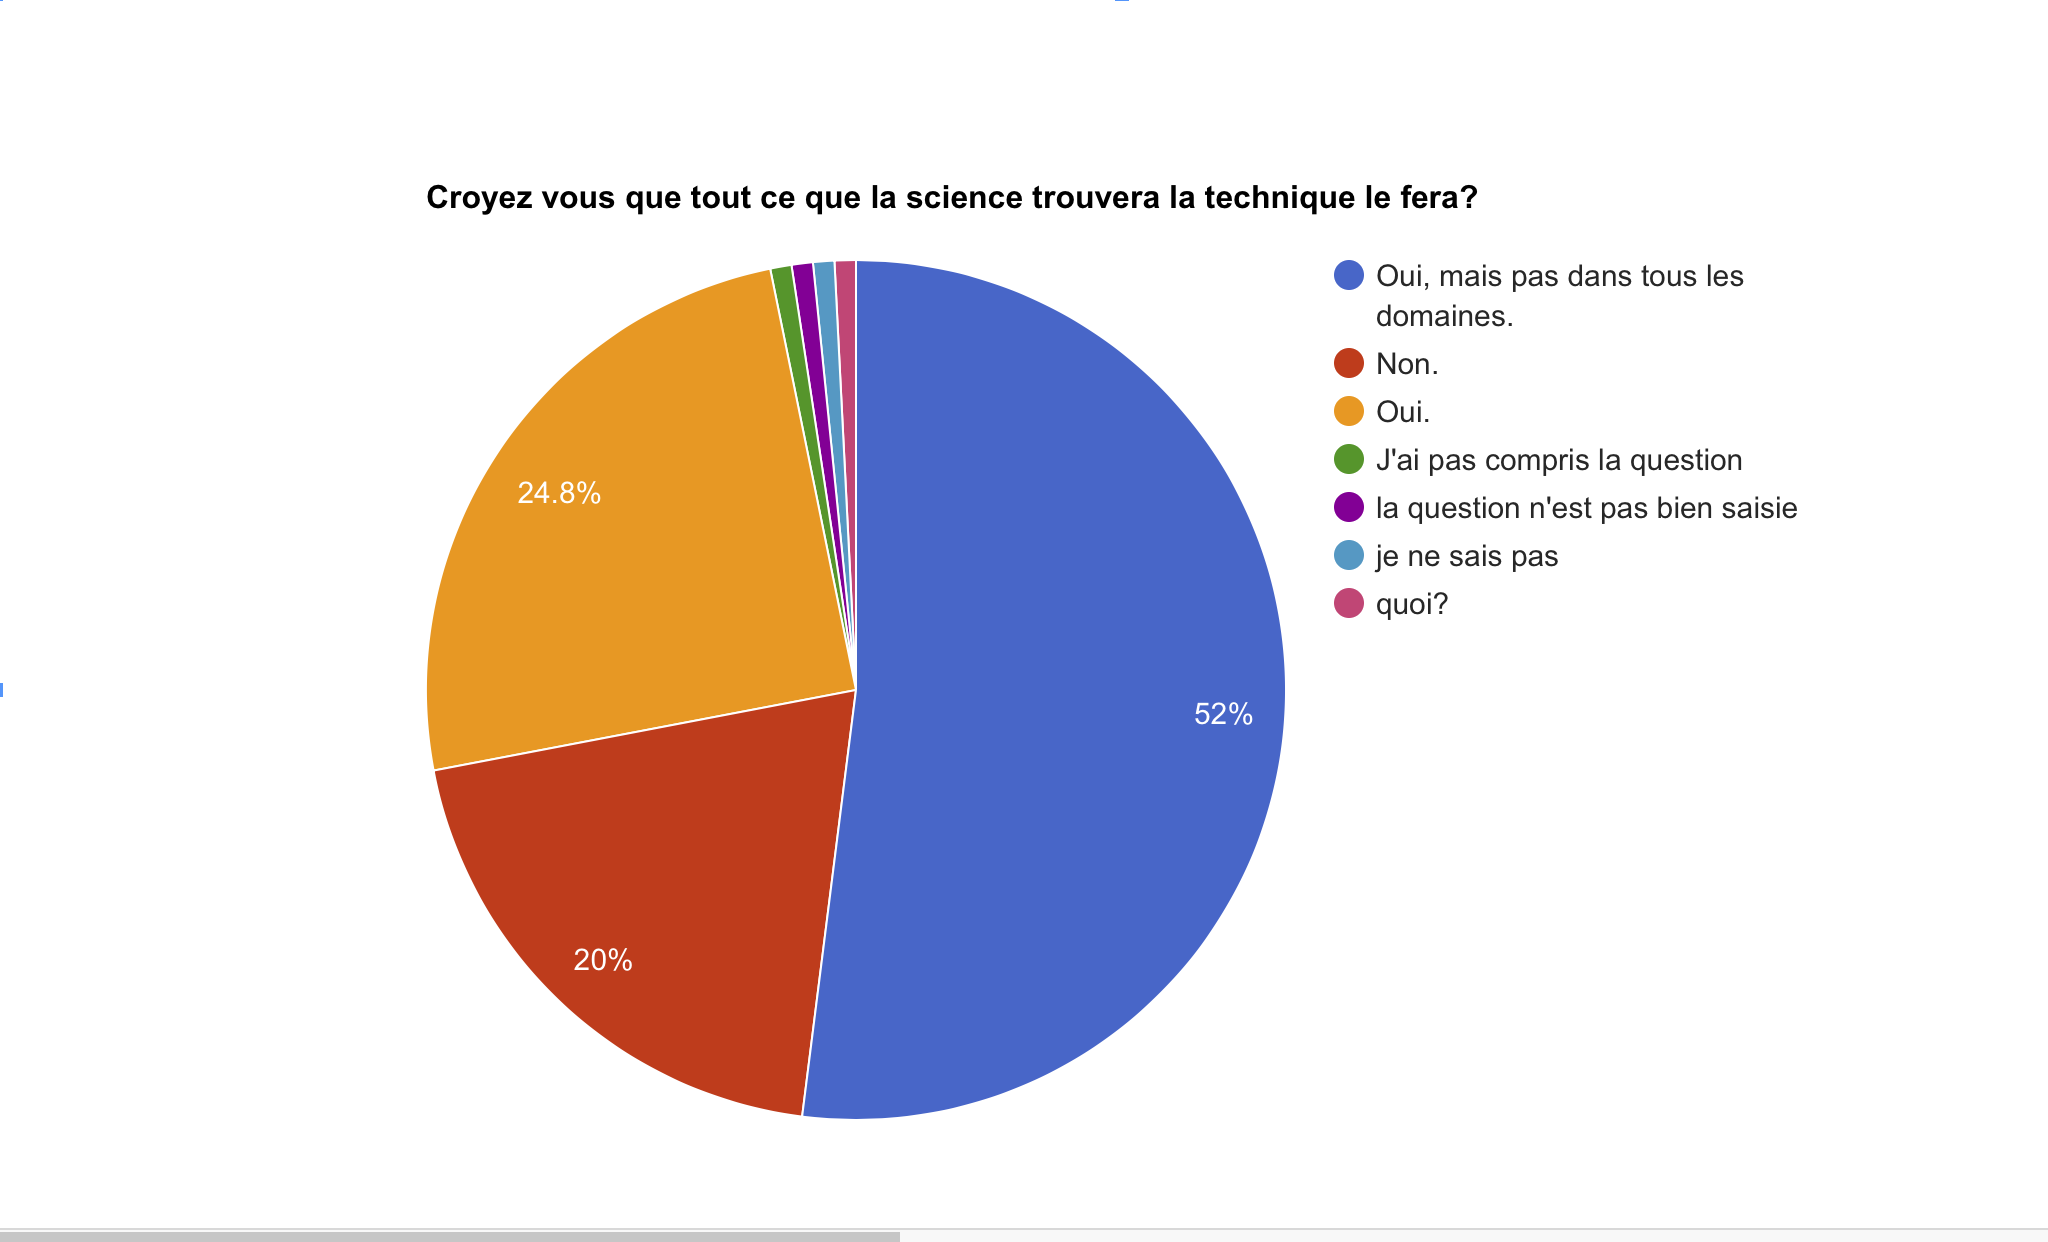 Croyez vous que tout ce que la science trouvera la technique le fera?
Oui, mais pas dans tous les
domaines.
Non.
Oui.
J'ai pas compris la question
la question n'est pas bien saisie
je ne sais pas
quoi?
24.8%
52%
20%